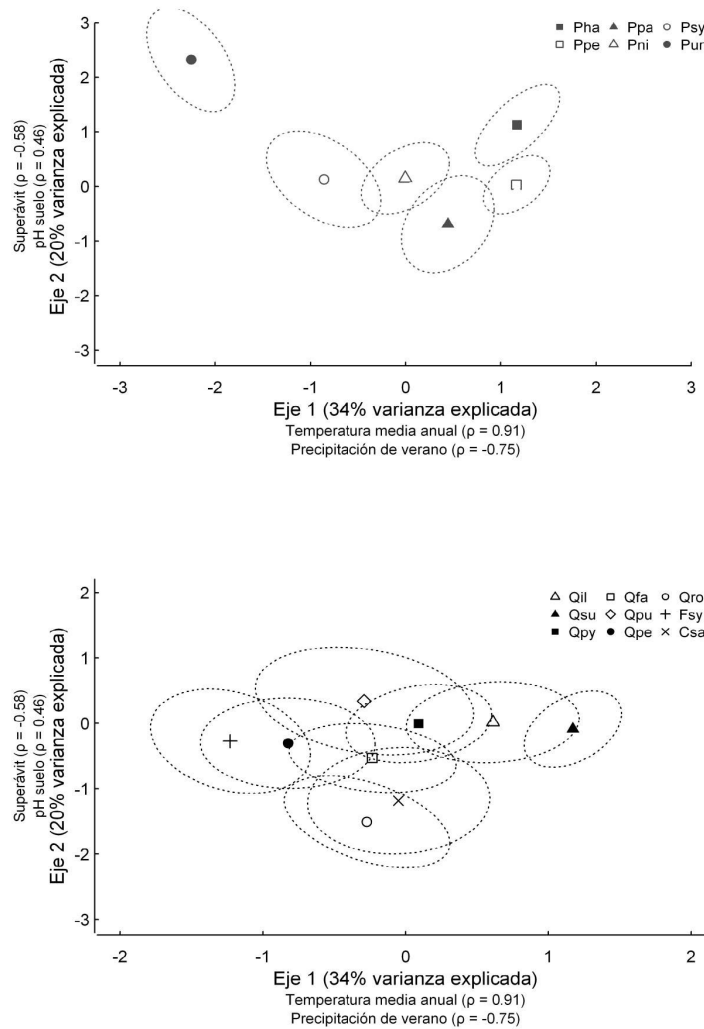 3
2
1
0
-1
-2
-3
Superávit (ρ = -0.58)
pH suelo (ρ = 0.46)
Eje 2 (20% varianza explicada)
Pha Ppa Psy
Ppe Pni Pun
-3 -2 -1 0 1 2 3
Eje 1 (34% varianza explicada)
Temperatura media anual (ρ = 0.91)
Precipitación de verano (ρ = -0.75)
2
1
0
-1
-2
-3
Superávit (ρ = -0.58)
pH suelo (ρ = 0.46)
Eje 2 (20% varianza explicada)
Qil Qfa Qro
Qsu Qpu Fsy
Qpy Qpe Csa
-2 -1 0 1 2
Eje 1 (34% varianza explicada)
Temperatura media anual (ρ = 0.91)
Precipitación de verano (ρ = -0.75)